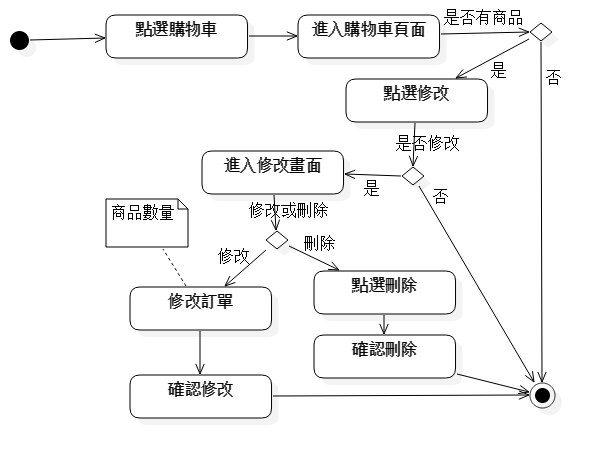 點選購物車
進入購物車頁面
是否有商品
是
否
點選修改
是否修改
進入修改畫面
是
否
商品數量
修改或刪除
修改
刪除
修改訂單
點選刪除
確認刪除
確認修改